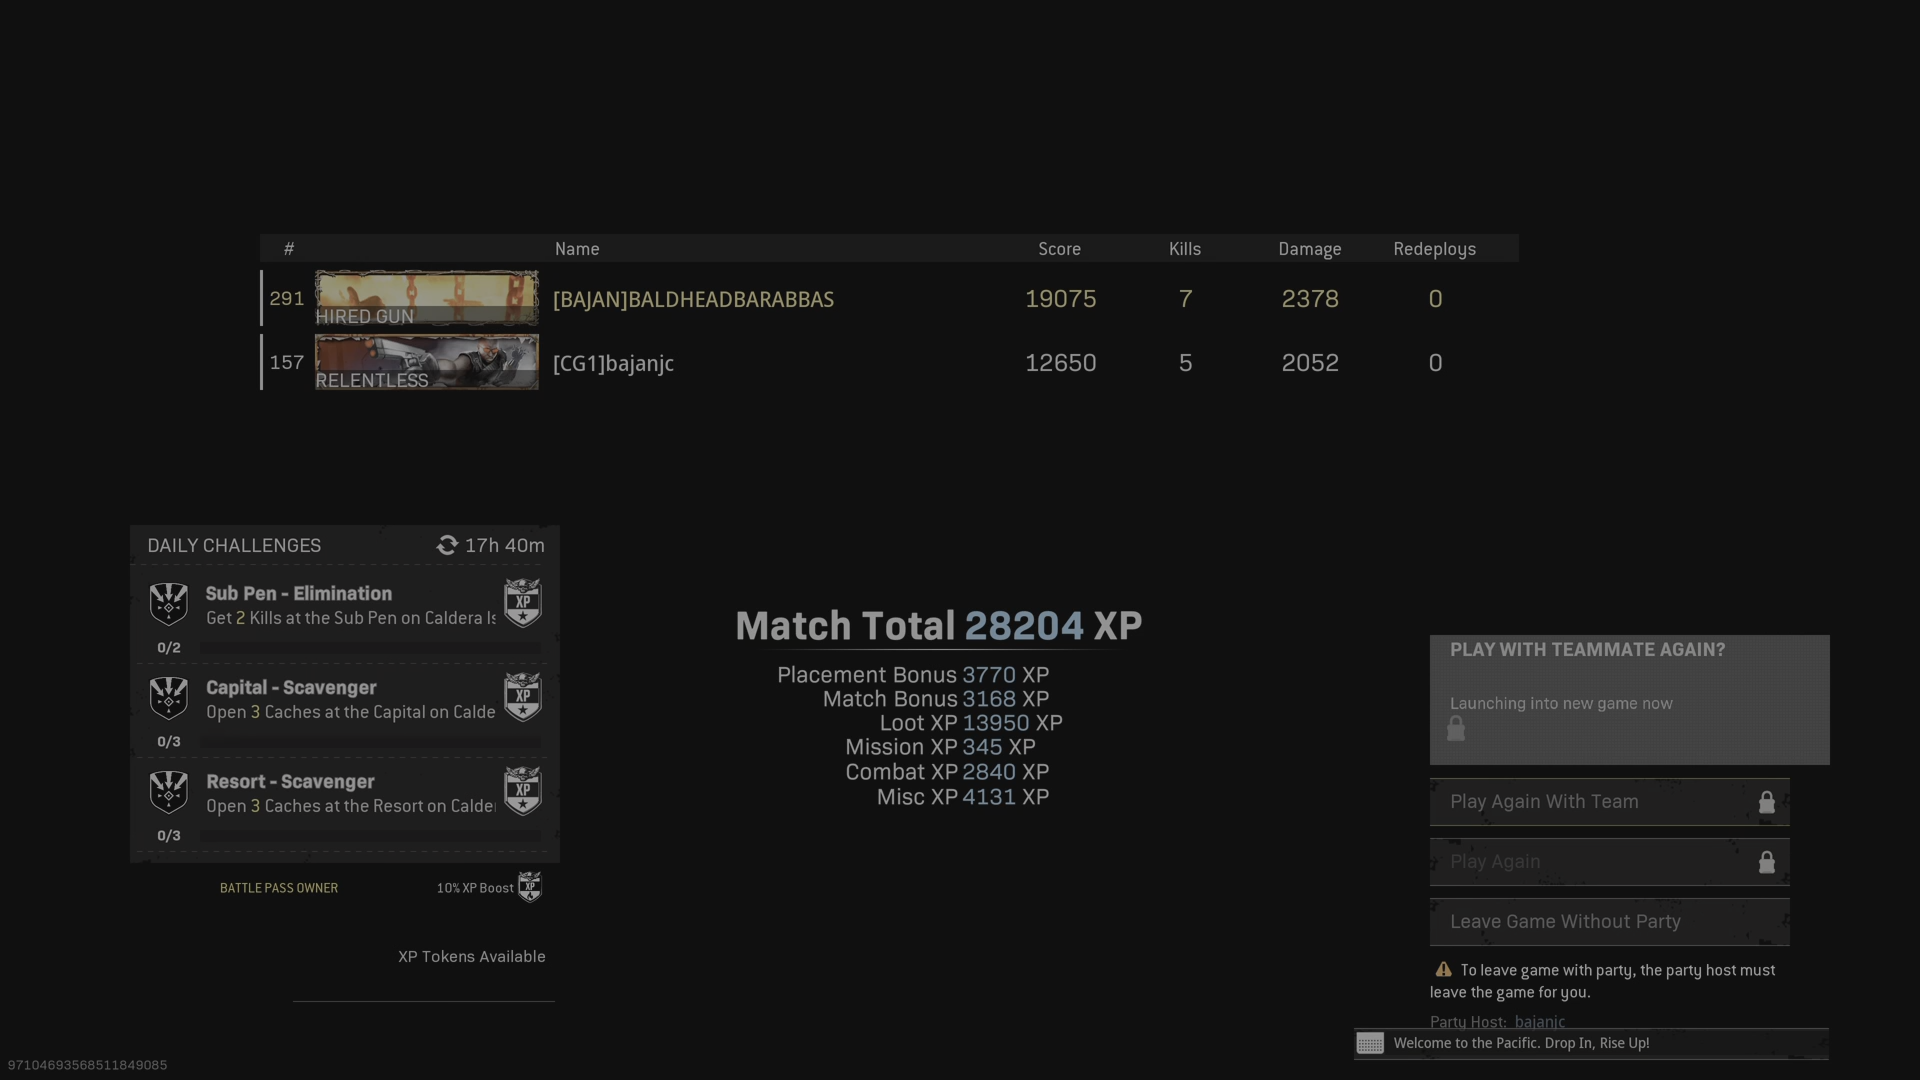 # Name Score Kills Damage Redeploys
291 HIRED GUN [BAJAN]BALDHEADBARABBAS 19075 7 2378 0
157 RELENTLESS [CG1]bajanjc 12650 5 2052 0
DAILY CHALLENGES 17h 40m
Sub Pen - Elimination
Get 2 Kills at the Sub Pen on Caldera Is
XP
0/2
Capital - Scavenger
Open 3 Caches at the Capital on Calde
XP
0/3
Resort - Scavenger
Open 3 Caches at the Resort on Calde
XP
0/3
BATTLE PASS OWNER 10% XP Boost XP
XP Tokens Available
Match Total 28204 XP
Placement Bonus 3770 XP
Match Bonus 3168 XP
Loot XP 13950 XP
Mission XP 345 XP
Combat XP 2840 XP
Misc XP 4131 XP
PLAY WITH TEAMMATE AGAIN?
Launching into new game now
Play Again With Team
Play Again
Leave Game Without Party
To leave game with party, the party host must
leave the game for you.
Party Host: bajanjc
Welcome to the Pacific. Drop In, Rise Up!
97104693568511849085